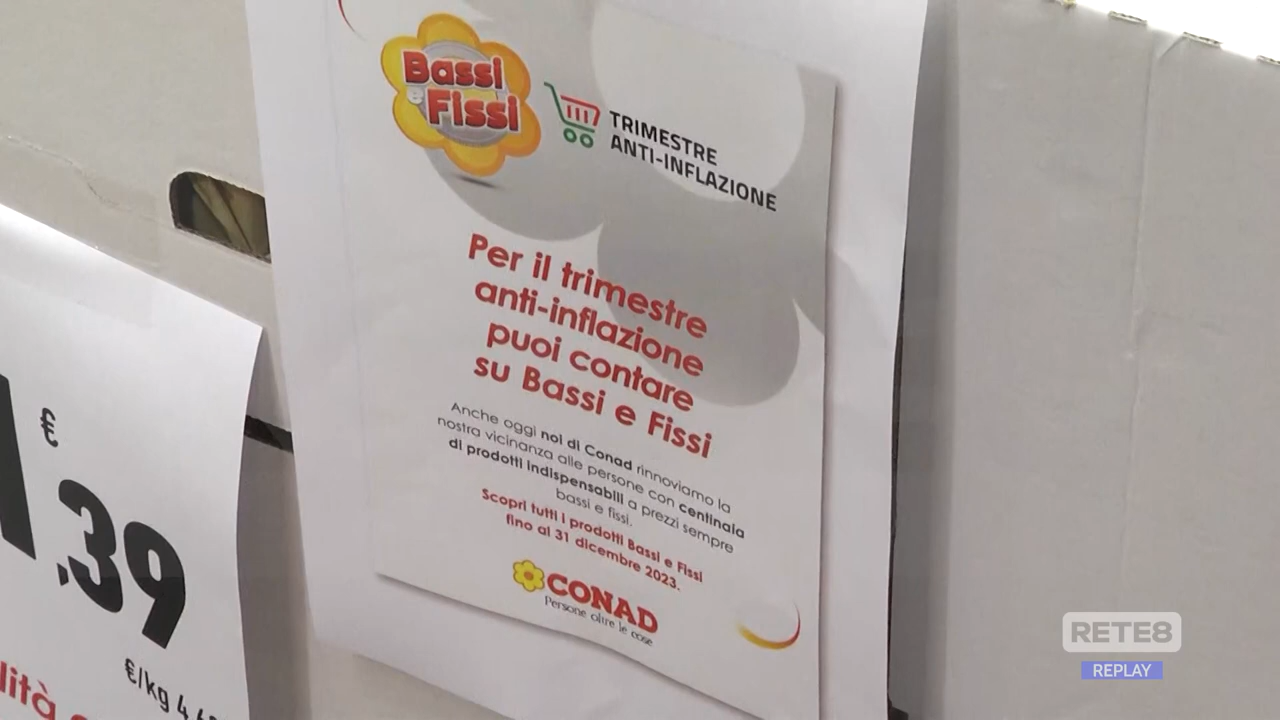 Bassi
e Fissi
TRIMESTRE
ANTI-INFLAZIONE
Per il trimestre
anti-inflazione
puoi contare
su Bassi e Fissi
Anche oggi noi di Conad rinnoviamo la
nostra vicinanza alle persone con centinaia
di prodotti indispensabili a prezzi sempre
bassi e fissi.
Scopri tutti i prodotti Bassi e Fissi
fino al 31 dicembre 2023.
CONAD
Persone oltre le cose
€
1,39
€/kg
RETE8
REPLAY